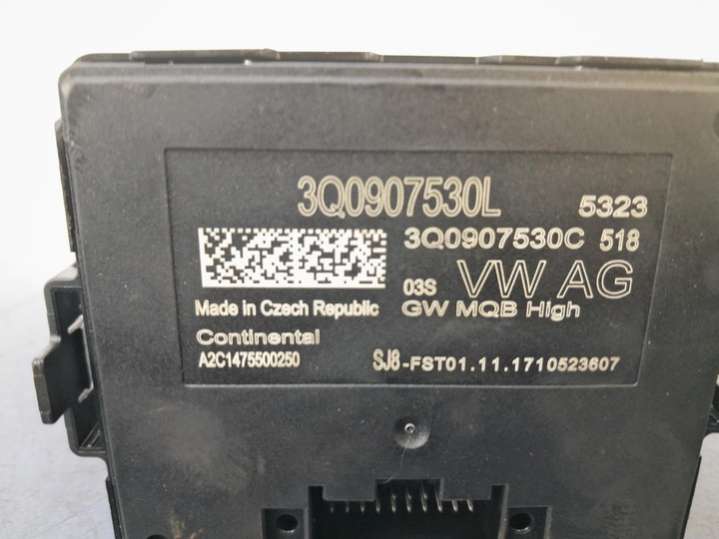 3Q0907530L 5323
3Q0907530C 518
03S VW AG
Made in Czech Republic GW MQB High
Continental
A2C1475500250 SJ8-FST01.11.1710523607